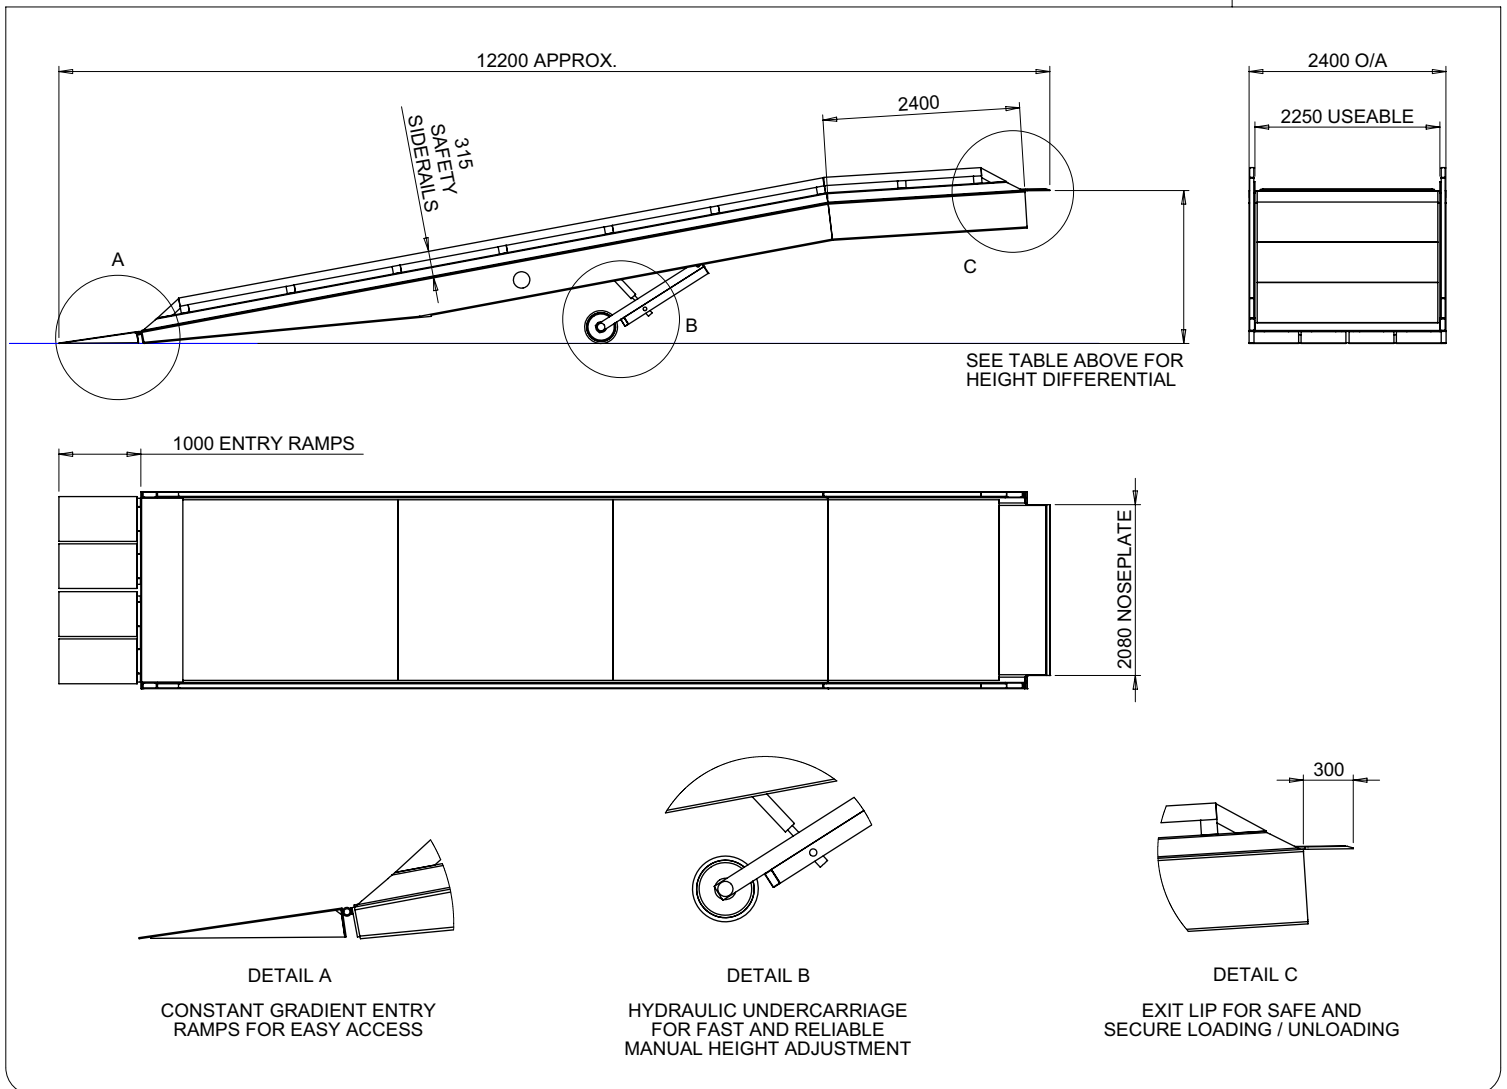 12200 APPROX.
2400 O/A
2400
2250 USEABLE
315
SAFETY
SIDERAILS
A
B
C
SEE TABLE ABOVE FOR
HEIGHT DIFFERENTIAL
1000 ENTRY RAMPS
2080 NOSEPLATE
300
DETAIL A
CONSTANT GRADIENT ENTRY
RAMPS FOR EASY ACCESS
DETAIL B
HYDRAULIC UNDERCARRIAGE
FOR FAST AND RELIABLE
MANUAL HEIGHT ADJUSTMENT
DETAIL C
EXIT LIP FOR SAFE AND
SECURE LOADING / UNLOADING